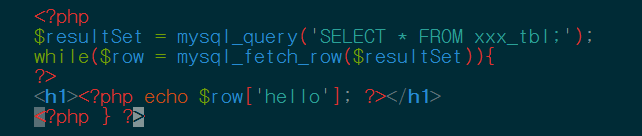 <?php
$resultSet = mysql_query('SELECT * FROM xxx_tbl;');
while($row = mysql_fetch_row($resultSet)){
?>
<h1><?php echo $row['hello']; ?></h1>
<?php } ?>